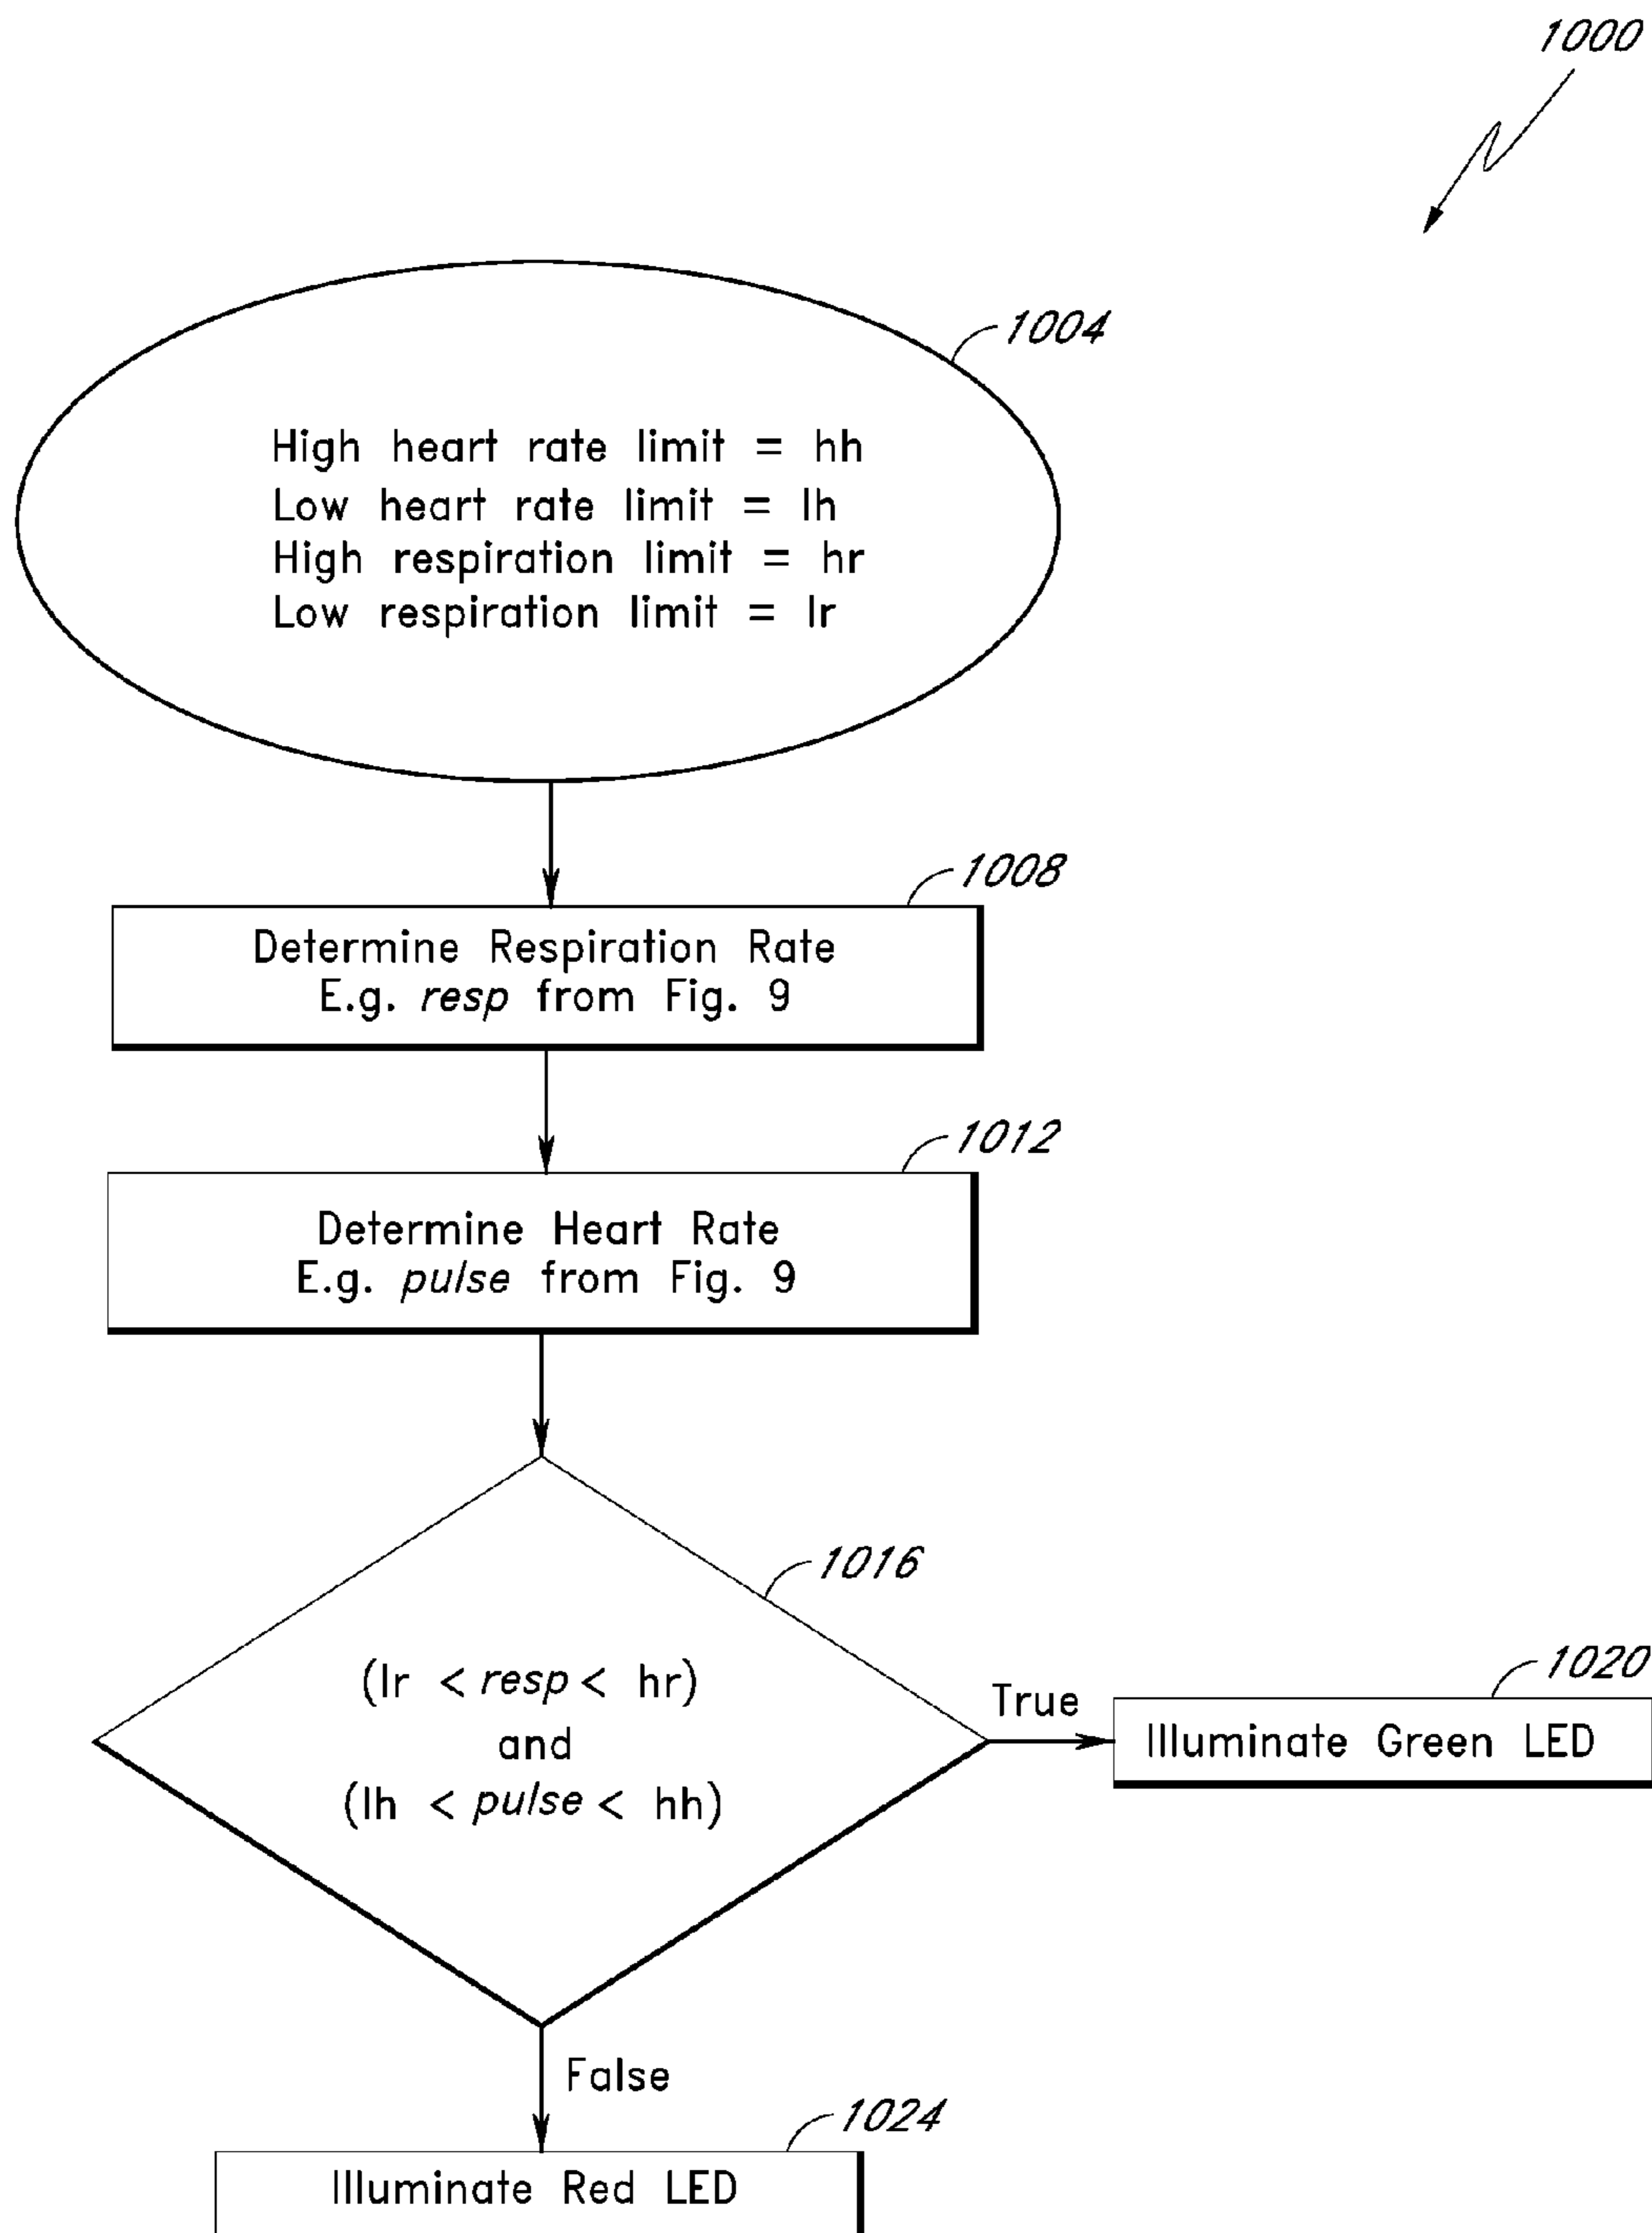 1000
1004
High heart rate limit = hh
Low heart rate limit = lh
High respiration limit = hr
Low respiration limit = lr
1008
Determine Respiration Rate
E.g. resp from Fig. 9
1012
Determine Heart Rate
E.g. pulse from Fig. 9
1016
(lr < resp < hr)
and
(lh < pulse < hh)
True
1020
Illuminate Green LED
False
1024
Illuminate Red LED